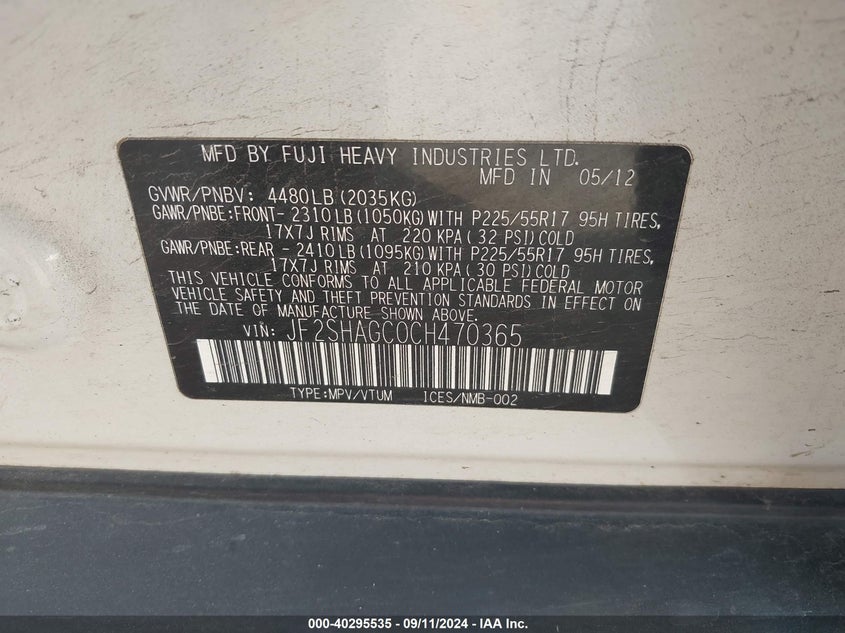 MFD BY FUJI HEAVY INDUSTRIES LTD.
MFD IN 05/12
GVWR/PNBV: 4480LB (2035KG)
GAWR/PNBE:FRONT- 2310LB (1050KG) WITH P225/55R17 95H TIRES,
17X7J RIMS AT 220 KPA (32 PSI) COLD
GAWR/PNBE:REAR - 2410LB (1095KG) WITH P225/55R17 95H TIRES,
17X7J RIMS AT 210 KPA (30 PSI) COLD
THIS VEHICLE CONFORMS TO ALL APPLICABLE FEDERAL MOTOR
VEHICLE SAFETY AND THEFT PREVENTION STANDARDS IN EFFECT ON
THE DATE OF MANUFACTURE SHOWN ABOVE.
VIN: JF2SHAGC0CH470365
TYPE:MPV/VTUM ICES/NMB-002
000-40295535 - 09/11/2024 - IAA Inc.